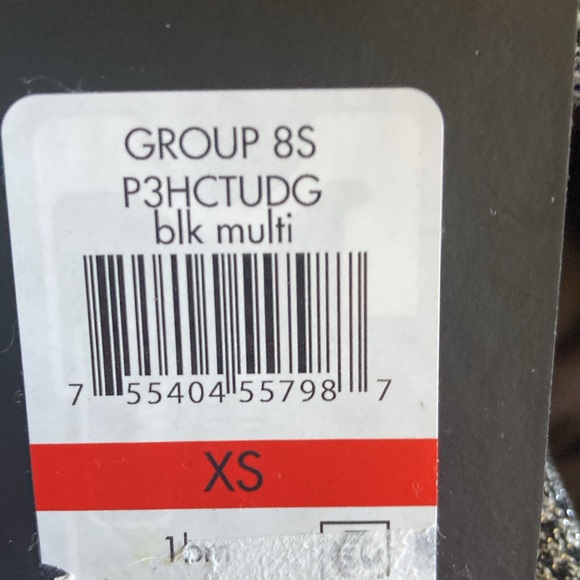 GROUP 8S
P3HCTUDG
blk multi
7 55404 55798 7
XS